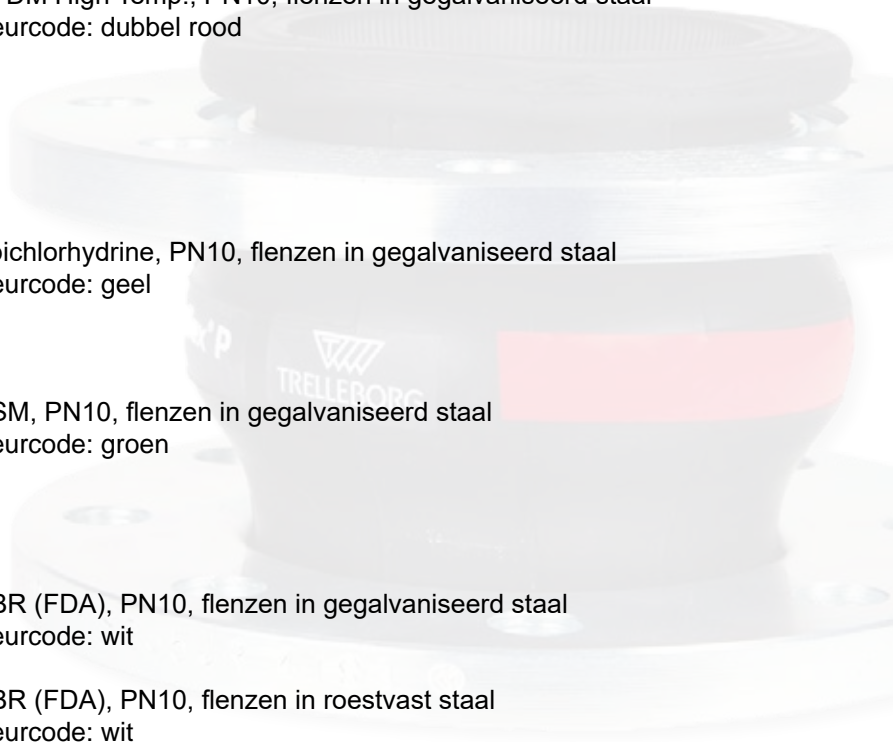 DM High Temp., PN10, flenzen in gegalvaniseerd staal
eurcode: dubbel rood
ichlorhydrine, PN10, flenzen in gegalvaniseerd staal
eurcode: geel
P
TRELLEBORG
SM, PN10, flenzen in gegalvaniseerd staal
eurcode: groen
BR (FDA), PN10, flenzen in gegalvaniseerd staal
eurcode: wit
BR (FDA), PN10, flenzen in roestvast staal
eurcode: wit